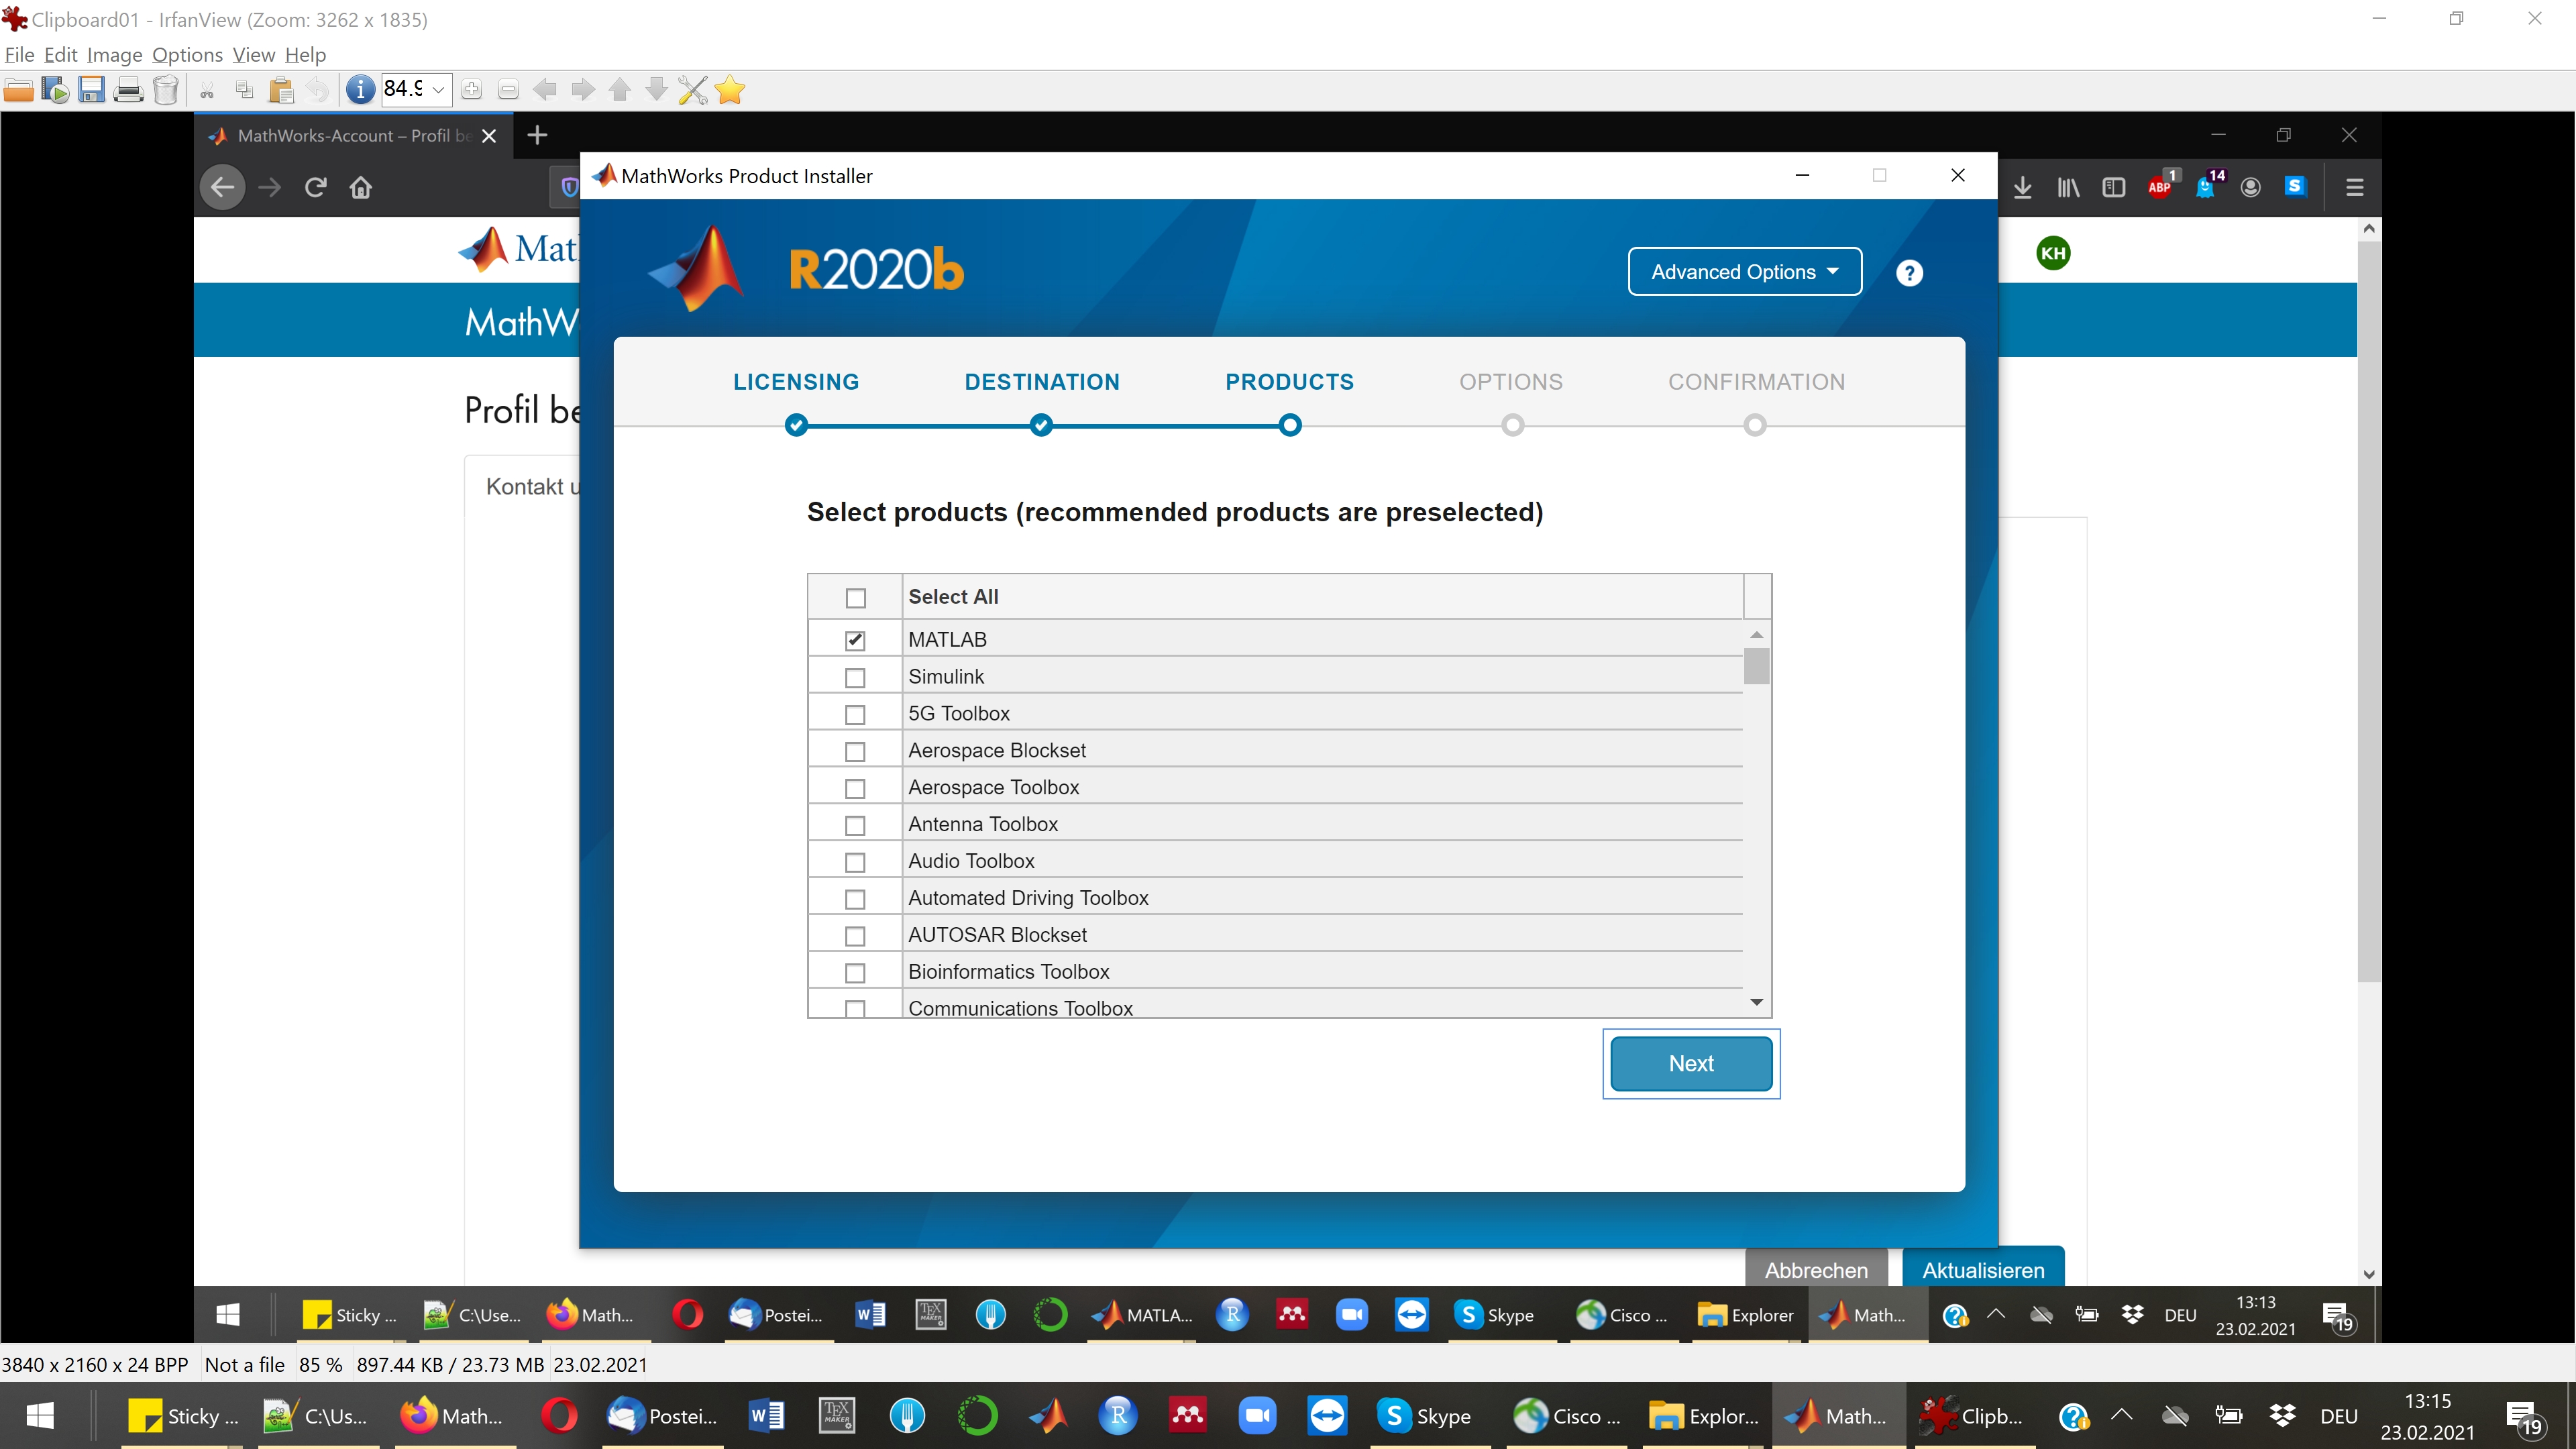 Clipboard01 - IrfanView (Zoom: 3262 x 1835)
File Edit Image Options View Help
84.9
MathWorks-Account – Profil be
MathWorks Product Installer
ABP 1 14 S
Mat
R2020b
Advanced Options
?
KH
MathW
LICENSING DESTINATION PRODUCTS OPTIONS CONFIRMATION
Profil be
Kontakt u
Select products (recommended products are preselected)
Select All
MATLAB
Simulink
5G Toolbox
Aerospace Blockset
Aerospace Toolbox
Antenna Toolbox
Audio Toolbox
Automated Driving Toolbox
AUTOSAR Blockset
Bioinformatics Toolbox
Communications Toolbox
Next
Abbrechen Aktualisieren
Sticky ... C:\Use... Math... Postei... MATLA... Skype Cisco ... Explorer Math... DEU 13:13
23.02.2021 19
3840 x 2160 x 24 BPP Not a file 85 % 897.44 KB / 23.73 MB 23.02.2021
Sticky ... C:\Us... Math... Postei... Skype Cisco ... Explor... Math... Clipb... DEU 13:15
23.02.2021 19